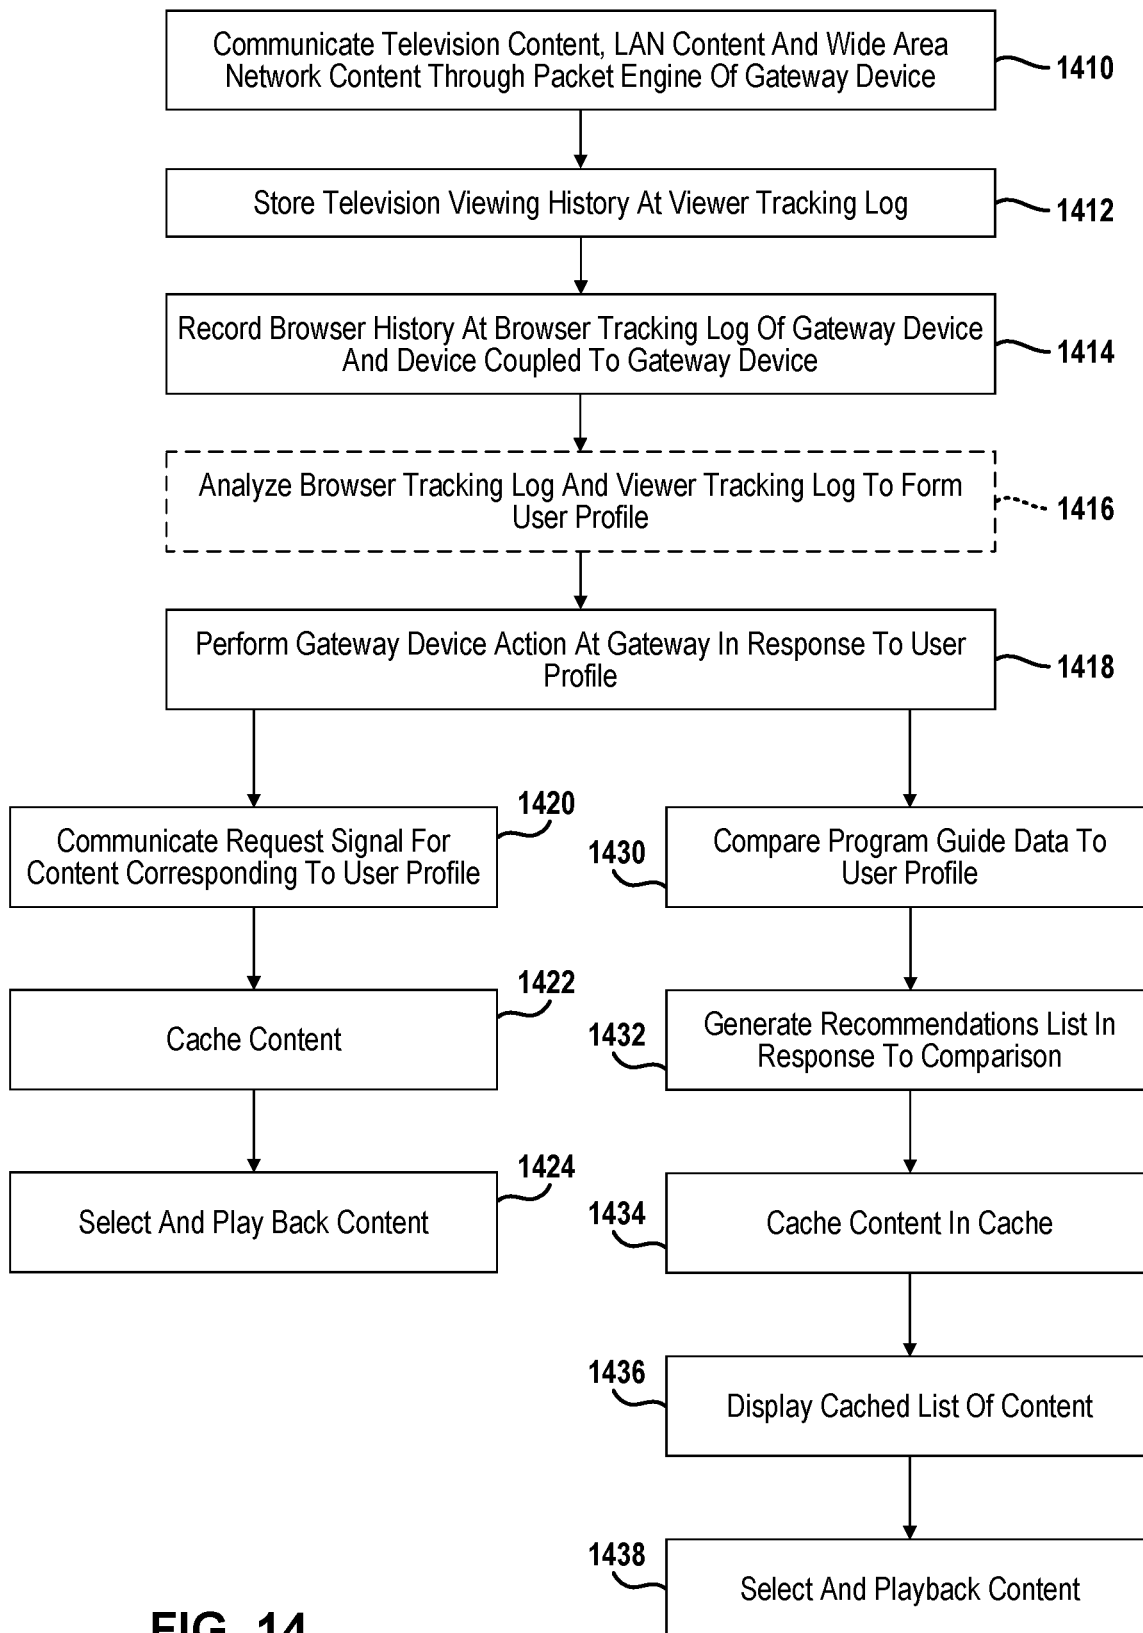 Communicate Television Content, LAN Content And Wide Area
Network Content Through Packet Engine Of Gateway Device
1410
Store Television Viewing History At Viewer Tracking Log
1412
Record Browser History At Browser Tracking Log Of Gateway Device
And Device Coupled To Gateway Device
1414
Analyze Browser Tracking Log And Viewer Tracking Log To Form
User Profile
1416
Perform Gateway Device Action At Gateway In Response To User
Profile
1418
1420
Communicate Request Signal For
Content Corresponding To User Profile
1422
Cache Content
1424
Select And Play Back Content
1430
Compare Program Guide Data To
User Profile
1432
Generate Recommendations List In
Response To Comparison
1434
Cache Content In Cache
1436
Display Cached List Of Content
1438
Select And Playback Content
FIG. 14